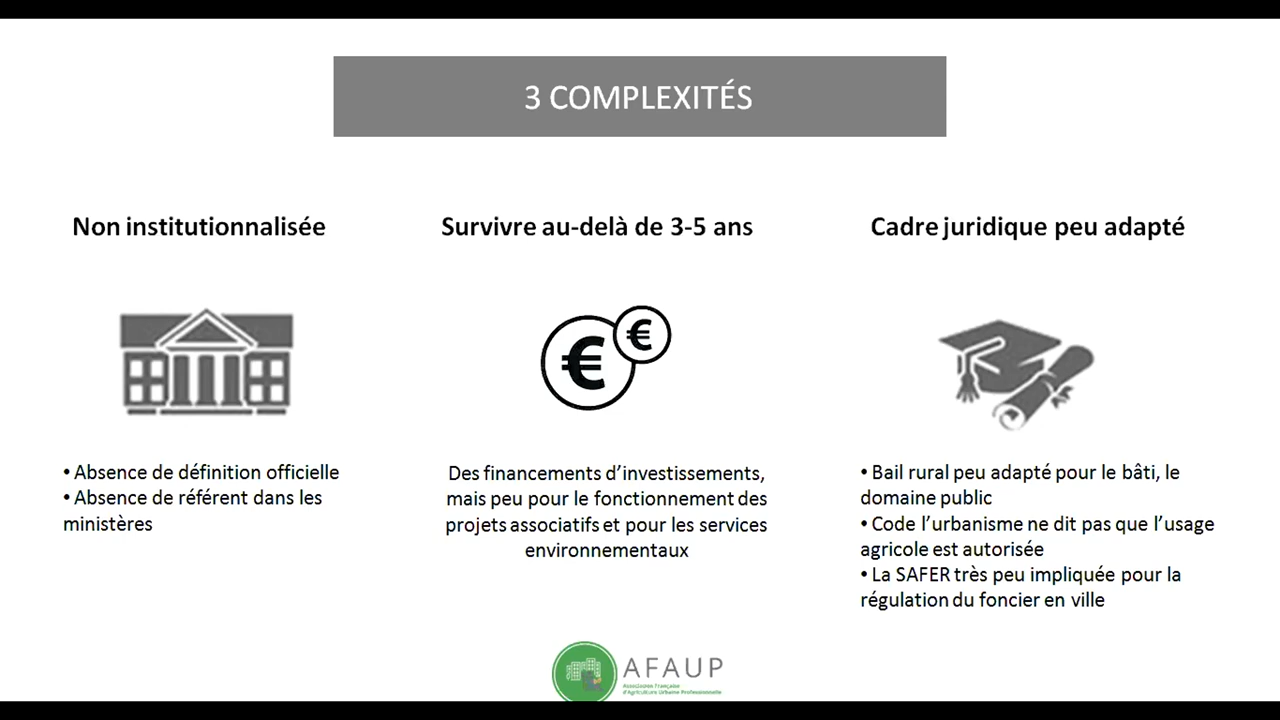 3 COMPLEXITÉS
Non institutionnalisée
• Absence de définition officielle
• Absence de référent dans les
ministères
Survivre au-delà de 3-5 ans
€ €
Des financements d’investissements,
mais peu pour le fonctionnement des
projets associatifs et pour les services
environnementaux
Cadre juridique peu adapté
• Bail rural peu adapté pour le bâti, le
domaine public
• Code l’urbanisme ne dit pas que l’usage
agricole est autorisée
• La SAFER très peu impliquée pour la
régulation du foncier en ville
AFAUP
Association Française
d'Agriculture Urbaine Professionnelle